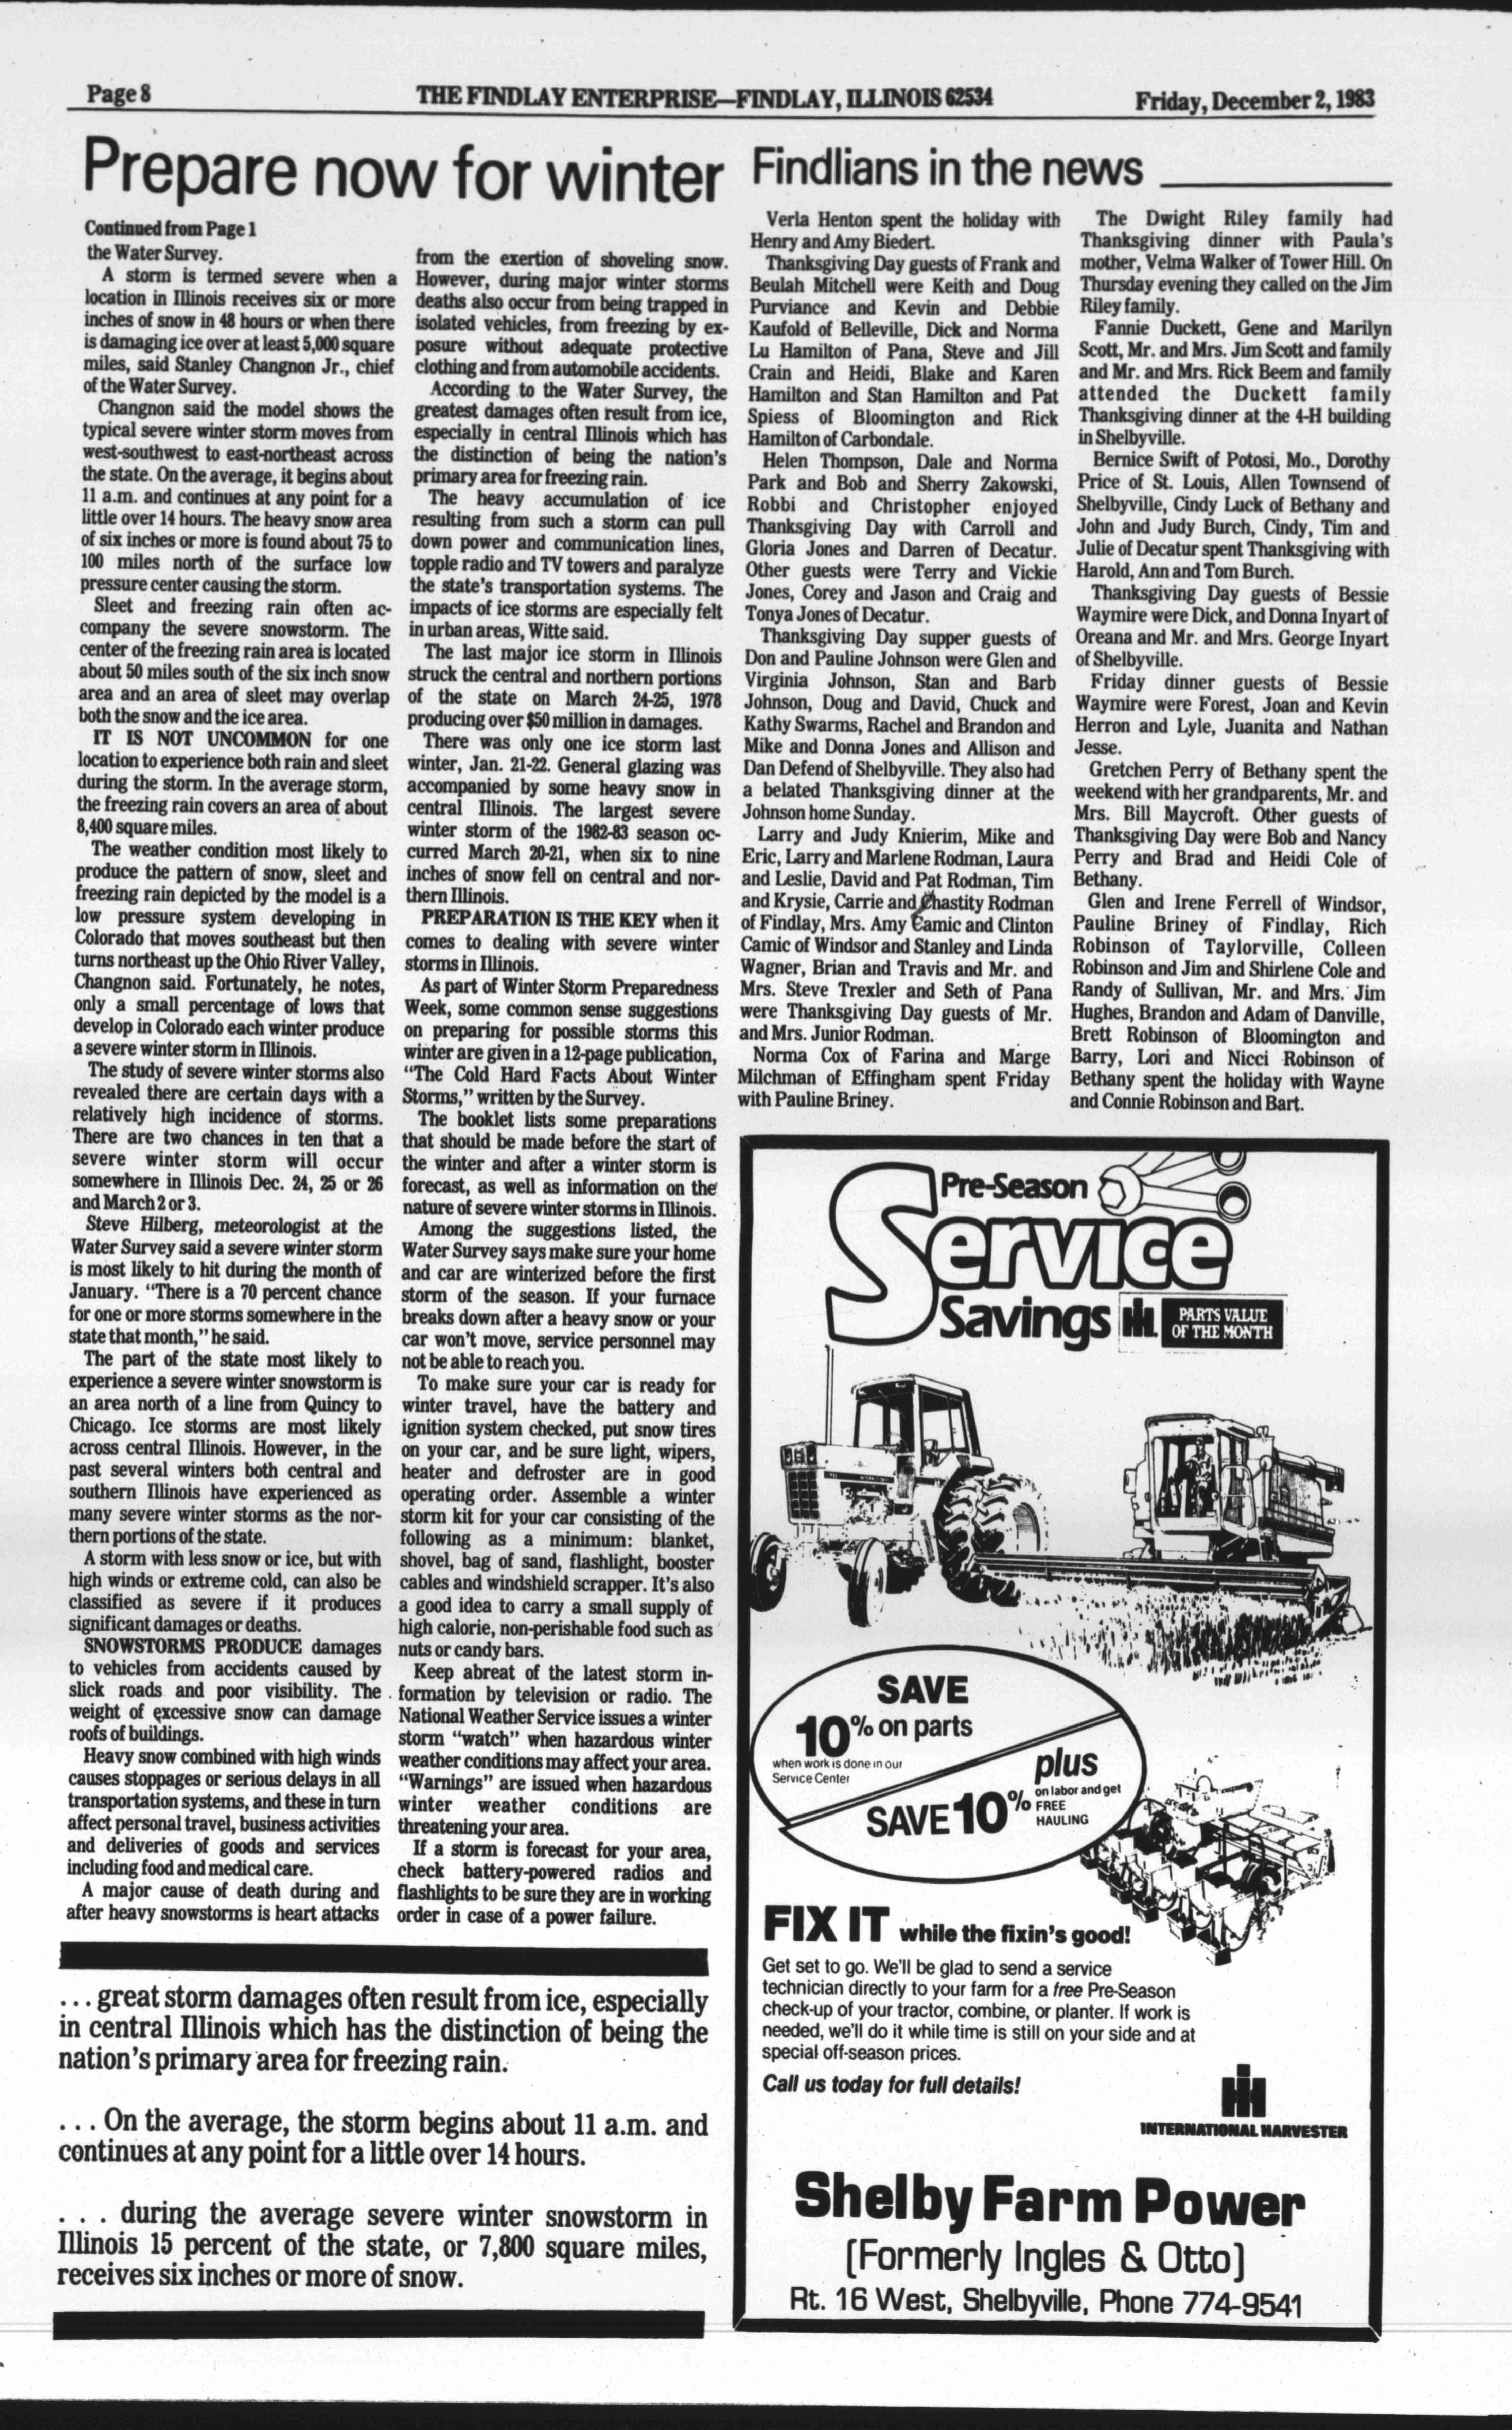 Page 8
THE FINDLAY ENTERPRISE—FINDLAY, ILLINOIS 62534
Friday, December 2, 1983
Prepare now for winter
Continued from Page 1
the Water Survey.
A storm is termed severe when a
location in Illinois receives six or more
inches of snow in 48 hours or when there
is damaging ice over at least 5,000 square
miles, said Stanley Changnon Jr., chief
of the Water Survey.
Changnon said the model shows the
typical severe winter storm moves from
west-southwest to east-northeast across
the state. On the average, it begins about
11 a.m. and continues at any point for a
little over 14 hours. The heavy snow area
of six inches or more is found about 75 to
100 miles north of the surface low
pressure center causing the storm.
Sleet and freezing rain often ac-
company the severe snowstorm. The
center of the freezing rain area is located
about 50 miles south of the six inch snow
area and an area of sleet may overlap
both the snow and the ice area.
IT IS NOT UNCOMMON for one
location to experience both rain and sleet
during the storm. In the average storm,
the freezing rain covers an area of about
8,400 square miles.
The weather condition most likely to
produce the pattern of snow, sleet and
freezing rain depicted by the model is a
low pressure system developing in
Colorado that moves southeast but then
turns northeast up the Ohio River Valley,
Changnon said. Fortunately, he notes,
only a small percentage of lows that
develop in Colorado each winter produce
a severe winter storm in Illinois.
The study of severe winter storms also
revealed there are certain days with a
relatively high incidence of storms.
There are two chances in ten that a
severe winter storm will occur
somewhere in Illinois Dec. 24, 25 or 26
and March 2 or 3.
Steve Hilberg, meteorologist at the
Water Survey said a severe winter storm
is most likely to hit during the month of
January. “There is a 70 percent chance
for one or more storms somewhere in the
state that month,” he said.
The part of the state most likely to
experience a severe winter snowstorm is
an area north of a line from Quincy to
Chicago. Ice storms are most likely
across central Illinois. However, in the
past several winters both central and
southern Illinois have experienced as
many severe winter storms as the nor-
thern portions of the state.
A storm with less snow or ice, but with
high winds or extreme cold, can also be
classified as severe if it produces
significant damages or deaths.
SNOWSTORMS PRODUCE damages
to vehicles from accidents caused by
slick roads and poor visibility. The
weight of excessive snow can damage
roofs of buildings.
Heavy snow combined with high winds
causes stoppages or serious delays in all
transportation systems, and these in turn
affect personal travel, business activities
and deliveries of goods and services
including food and medical care.
A major cause of death during and
after heavy snowstorms is heart attacks
from the exertion of shoveling snow.
However, during major winter storms
deaths also occur from being trapped in
isolated vehicles, from freezing by ex-
posure without adequate protective
clothing and from automobile accidents.
According to the Water Survey, the
greatest damages often result from ice,
especially in central Illinois which has
the distinction of being the nation's
primary area for freezing rain.
The heavy accumulation of ice
resulting from such a storm can pull
down power and communication lines,
topple radio and TV towers and paralyze
the state's transportation systems. The
impacts of ice storms are especially felt
in urban areas, Witte said.
The last major ice storm in Illinois
struck the central and northern portions
of the state on March 24-25, 1978
producing over $50 million in damages.
There was only one ice storm last
winter, Jan. 21-22. General glazing was
accompanied by some heavy snow in
central Illinois. The largest severe
winter storm of the 1982-83 season oc-
curred March 20-21, when six to nine
inches of snow fell on central and nor-
thern Illinois.
PREPARATION IS THE KEY when it
comes to dealing with severe winter
storms in Illinois.
As part of Winter Storm Preparedness
Week, some common sense suggestions
on preparing for possible storms this
winter are given in a 12-page publication,
“The Cold Hard Facts About Winter
Storms,” written by the Survey.
The booklet lists some preparations
that should be made before the start of
the winter and after a winter storm is
forecast, as well as information on the
nature of severe winter storms in Illinois.
Among the suggestions listed, the
Water Survey says make sure your home
and car are winterized before the first
storm of the season. If your furnace
breaks down after a heavy snow or your
car won't move, service personnel may
not be able to reach you.
To make sure your car is ready for
winter travel, have the battery and
ignition system checked, put snow tires
on your car, and be sure light, wipers,
heater and defroster are in good
operating order. Assemble a winter
storm kit for your car consisting of the
following as a minimum: blanket,
shovel, bag of sand, flashlight, booster
cables and windshield scrapper. It's also
a good idea to carry a small supply of
high calorie, non-perishable food such as
nuts or candy bars.
Keep abreat of the latest storm in-
formation by television or radio. The
National Weather Service issues a winter
storm “watch” when hazardous winter
weather conditions may affect your area.
“Warnings” are issued when hazardous
winter weather conditions are
threatening your area.
If a storm is forecast for your area,
check battery-powered radios and
flashlights to be sure they are in working
order in case of a power failure.
... great storm damages often result from ice, especially
in central Illinois which has the distinction of being the
nation's primary area for freezing rain.
... On the average, the storm begins about 11 a.m. and
continues at any point for a little over 14 hours.
... during the average severe winter snowstorm in
Illinois 15 percent of the state, or 7,800 square miles,
receives six inches or more of snow.
Findlians in the news
Verla Henton spent the holiday with
Henry and Amy Biedert.
Thanksgiving Day guests of Frank and
Beulah Mitchell were Keith and Doug
Purviance and Kevin and Debbie
Kaufold of Belleville, Dick and Norma
Lu Hamilton of Pana, Steve and Jill
Crain and Heidi, Blake and Karen
Hamilton and Stan Hamilton and Pat
Spiess of Bloomington and Rick
Hamilton of Carbondale.
Helen Thompson, Dale and Norma
Park and Bob and Sherry Zakowski,
Robbi and Christopher enjoyed
Thanksgiving Day with Carroll and
Gloria Jones and Darren of Decatur.
Other guests were Terry and Vickie
Jones, Corey and Jason and Craig and
Tonya Jones of Decatur.
Thanksgiving Day supper guests of
Don and Pauline Johnson were Glen and
Virginia Johnson, Stan and Barb
Johnson, Doug and David, Chuck and
Kathy Swarms, Rachel and Brandon and
Mike and Donna Jones and Allison and
Dan Defend of Shelbyville. They also had
a belated Thanksgiving dinner at the
Johnson home Sunday.
Larry and Judy Knierim, Mike and
Eric, Larry and Marlene Rodman, Laura
and Leslie, David and Pat Rodman, Tim
and Krysie, Carrie and Chastity Rodman
of Findlay, Mrs. Amy Camic and Clinton
Camic of Windsor and Stanley and Linda
Wagner, Brian and Travis and Mr. and
Mrs. Steve Trexler and Seth of Pana
were Thanksgiving Day guests of Mr.
and Mrs. Junior Rodman.
Norma Cox of Farina and Marge
Milchman of Effingham spent Friday
with Pauline Briney.
The Dwight Riley family had
Thanksgiving dinner with Paula's
mother, Velma Walker of Tower Hill. On
Thursday evening they called on the Jim
Riley family.
Fannie Duckett, Gene and Marilyn
Scott, Mr. and Mrs. Jim Scott and family
and Mr. and Mrs. Rick Beem and family
attended the Duckett family
Thanksgiving dinner at the 4-H building
in Shelbyville.
Bernice Swift of Potosi, Mo., Dorothy
Price of St. Louis, Allen Townsend of
Shelbyville, Cindy Luck of Bethany and
John and Judy Burch, Cindy, Tim and
Julie of Decatur spent Thanksgiving with
Harold, Ann and Tom Burch.
Thanksgiving Day guests of Bessie
Waymire were Dick, and Donna Inyart of
Oreana and Mr. and Mrs. George Inyart
of Shelbyville.
Friday dinner guests of Bessie
Waymire were Forest, Joan and Kevin
Herron and Lyle, Juanita and Nathan
Jesse.
Gretchen Perry of Bethany spent the
weekend with her grandparents, Mr. and
Mrs. Bill Maycroft. Other guests of
Thanksgiving Day were Bob and Nancy
Perry and Brad and Heidi Cole of
Bethany.
Glen and Irene Ferrell of Windsor,
Pauline Briney of Findlay, Rich
Robinson of Taylorville, Colleen
Robinson and Jim and Shirlene Cole and
Randy of Sullivan, Mr. and Mrs. Jim
Hughes, Brandon and Adam of Danville,
Brett Robinson of Bloomington and
Barry, Lori and Nicci Robinson of
Bethany spent the holiday with Wayne
and Connie Robinson and Bart.
Pre-Season
Service
Savings
PARTS VALUE
OF THE MONTH
SAVE
10% on parts
when work is done in our
Service Center
plus
SAVE 10% on labor and get
FREE
HAULING
FIX IT while the fixin's good!
Get set to go. We'll be glad to send a service
technician directly to your farm for a free Pre-Season
check-up of your tractor, combine, or planter. If work is
needed, we'll do it while time is still on your side and at
special off-season prices.
Call us today for full details!
INTERNATIONAL HARVESTER
Shelby Farm Power
(Formerly Ingles & Otto)
Rt. 16 West, Shelbyville, Phone 774-9541